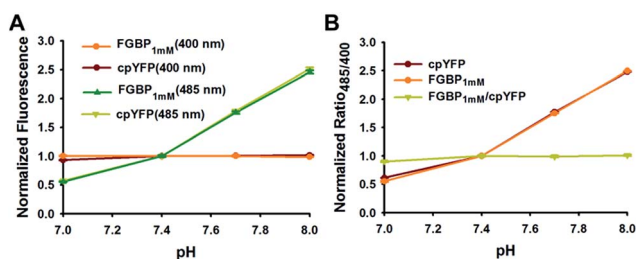 A
Normalized Fluorescence
3.0
2.5
2.0
1.5
1.0
0.5
0.0
FGBP1mM(400 nm)
cpYFP(400 nm)
FGBP1mM(485 nm)
cpYFP(485 nm)
7.0 7.2 7.4 7.6 7.8 8.0
pH
B
Normalized Ratio485/400
3.0
2.5
2.0
1.5
1.0
0.5
0.0
cpYFP
FGBP1mM
FGBP1mM/cpYFP
7.0 7.2 7.4 7.6 7.8 8.0
pH